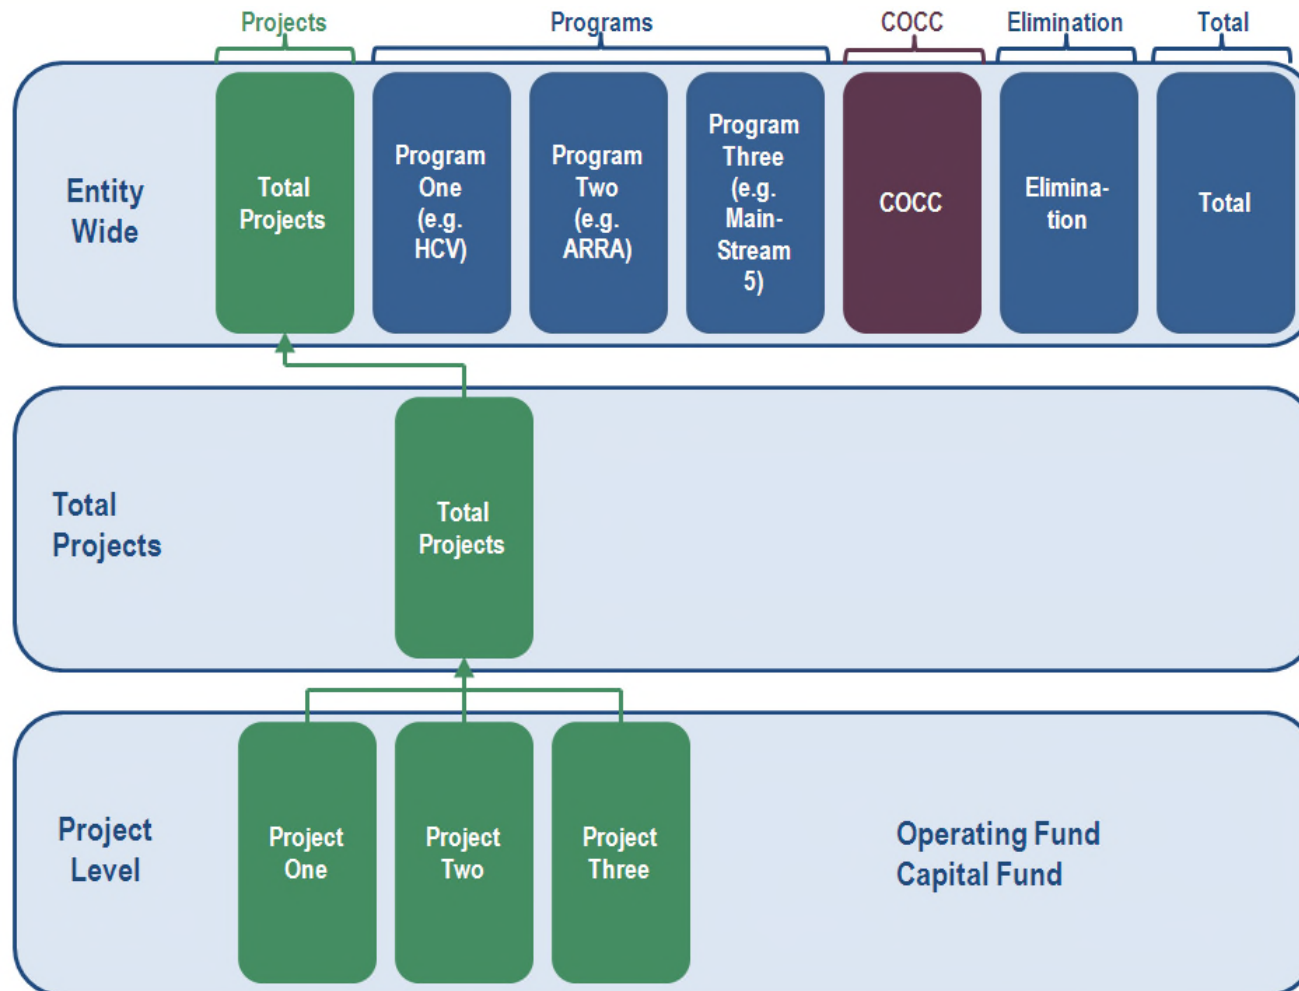 Projects
Programs
COCC
Elimination
Total
Entity
Wide
Total
Projects
Program
One
(e.g.
HCV)
Program
Two
(e.g.
ARRA)
Program
Three
(e.g.
Main-
Stream
5)
COCC
Elimina-
tion
Total
Total
Projects
Total
Projects
Project
Level
Project
One
Project
Two
Project
Three
Operating Fund
Capital Fund